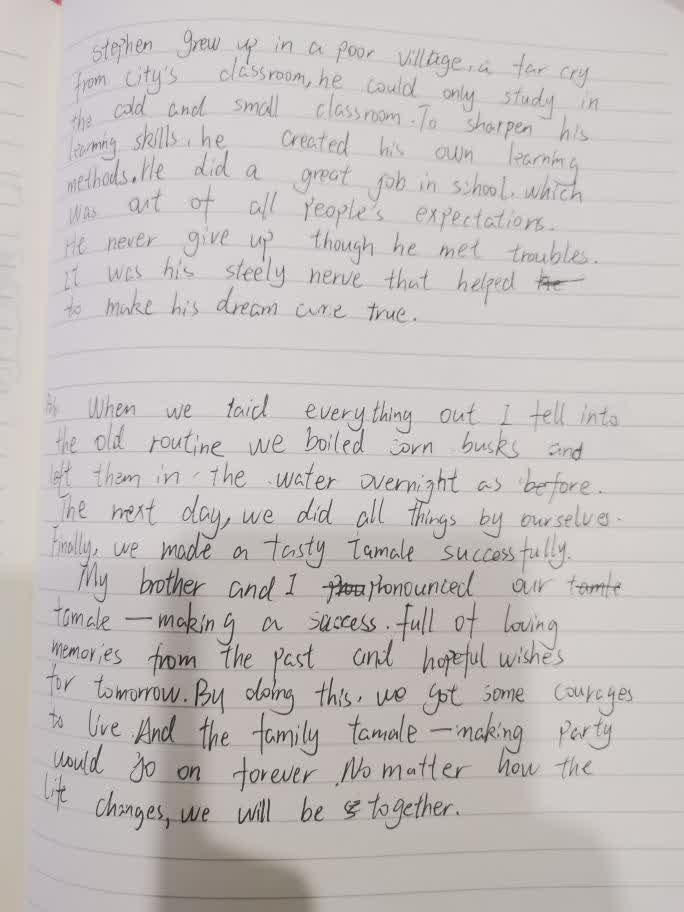 Stephen grew up in a poor village, a far cry
from city's classroom, he could only study in
the cold and small classroom. To sharpen his
learning skills, he created his own learning
methods. He did a great job in school, which
was out of all people's expectations.
He never give up though he met troubles.
It was his steely nerve that helped he
to make his dream come true.
When we laid everything out I fell into
the old routine we boiled corn busks and
left them in the water overnight as before.
The next day, we did all things by ourselves.
Finally, we made a tasty tamale successfully.
My brother and I pronounced our tamle
tamale — making a success. full of loving
memories from the past and hopeful wishes
for tomorrow. By doing this, we got some courages
to live. And the family tamale — making party
would go on forever. No matter how the
life changes, we will be together.